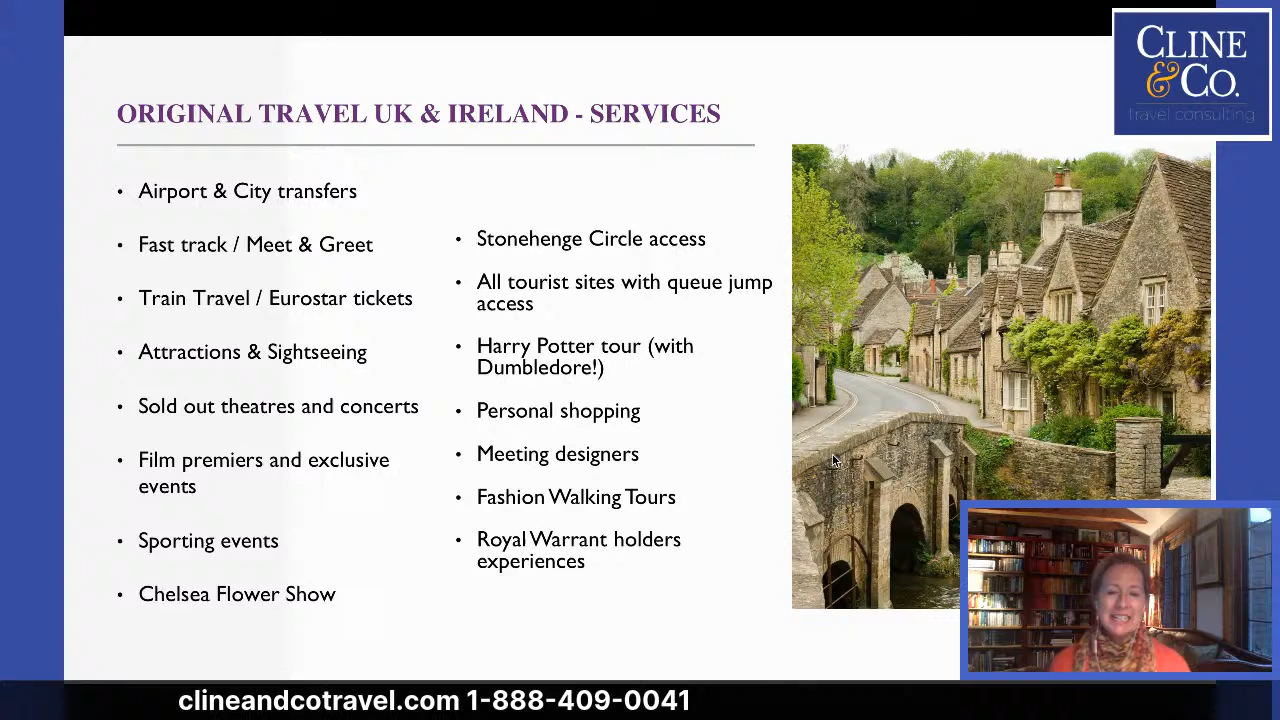 CLINE
& CO.
travel consulting
ORIGINAL TRAVEL UK & IRELAND - SERVICES
• Airport & City transfers
• Fast track / Meet & Greet
• Train Travel / Eurostar tickets
• Attractions & Sightseeing
• Sold out theatres and concerts
• Film premiers and exclusive
events
• Sporting events
• Chelsea Flower Show
• Stonehenge Circle access
• All tourist sites with queue jump
access
• Harry Potter tour (with
Dumbledore!)
• Personal shopping
• Meeting designers
• Fashion Walking Tours
• Royal Warrant holders
experiences
clineandcotravel.com 1-888-409-0041